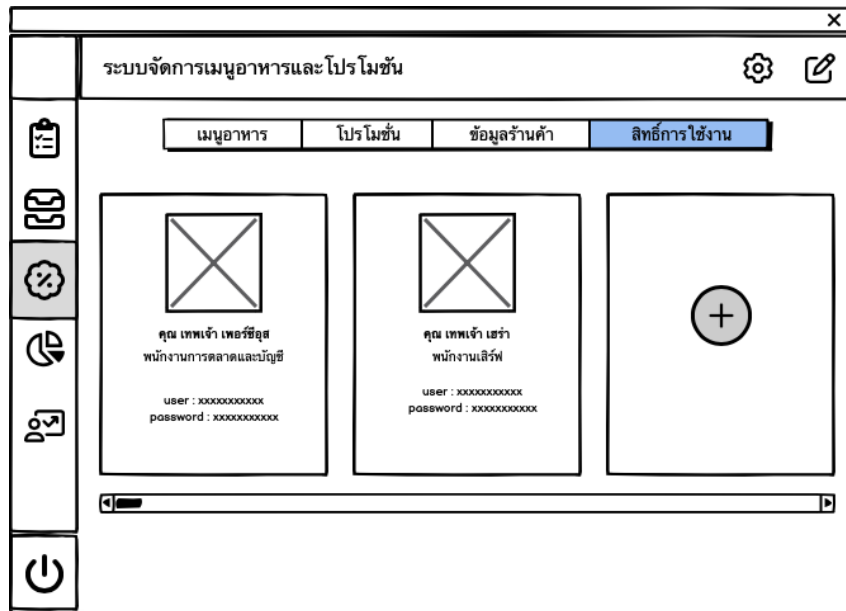 ระบบจัดการเมนูอาหารและโปรโมชัน
เมนูอาหาร
โปรโมชั่น
ข้อมูลร้านค้า
สิทธิ์การใช้งาน
คุณ เทพเจ้า เพอร์ซีอุส
พนักงานการตลาดและบัญชี
user : xxxxxxxxxxx
password : xxxxxxxxxxx
คุณ เทพเจ้า เฮร่า
พนักงานเสิร์ฟ
user : xxxxxxxxxxx
password : xxxxxxxxxxx